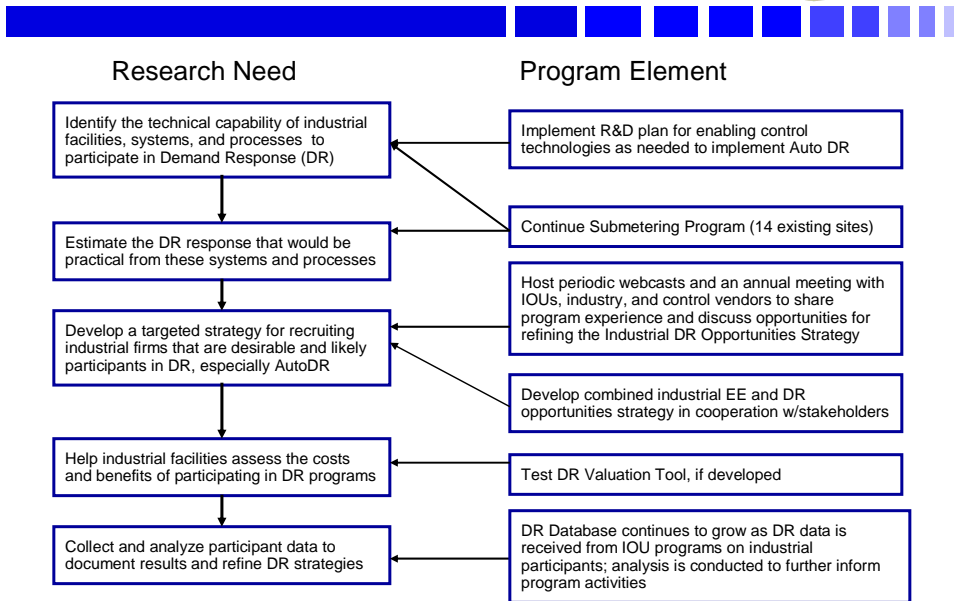 Research Need
Program Element
Identify the technical capability of industrial
facilities, systems, and processes to
participate in Demand Response (DR)
Implement R&D plan for enabling control
technologies as needed to implement Auto DR
Continue Submetering Program (14 existing sites)
Estimate the DR response that would be
practical from these systems and processes
Host periodic webcasts and an annual meeting with
IOUs, industry, and control vendors to share
program experience and discuss opportunities for
refining the Industrial DR Opportunities Strategy
Develop a targeted strategy for recruiting
industrial firms that are desirable and likely
participants in DR, especially AutoDR
Develop combined industrial EE and DR
opportunities strategy in cooperation w/stakeholders
Help industrial facilities assess the costs
and benefits of participating in DR programs
Test DR Valuation Tool, if developed
Collect and analyze participant data to
document results and refine DR strategies
DR Database continues to grow as DR data is
received from IOU programs on industrial
participants; analysis is conducted to further inform
program activities